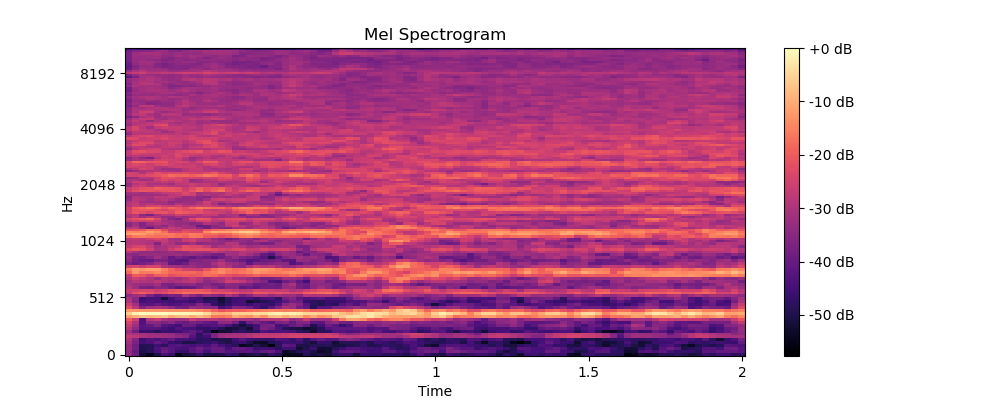 Mel Spectrogram
Hz
8192
4096
2048
1024
512
0
0 0.5 1 1.5 2
Time
+0 dB
-10 dB
-20 dB
-30 dB
-40 dB
-50 dB